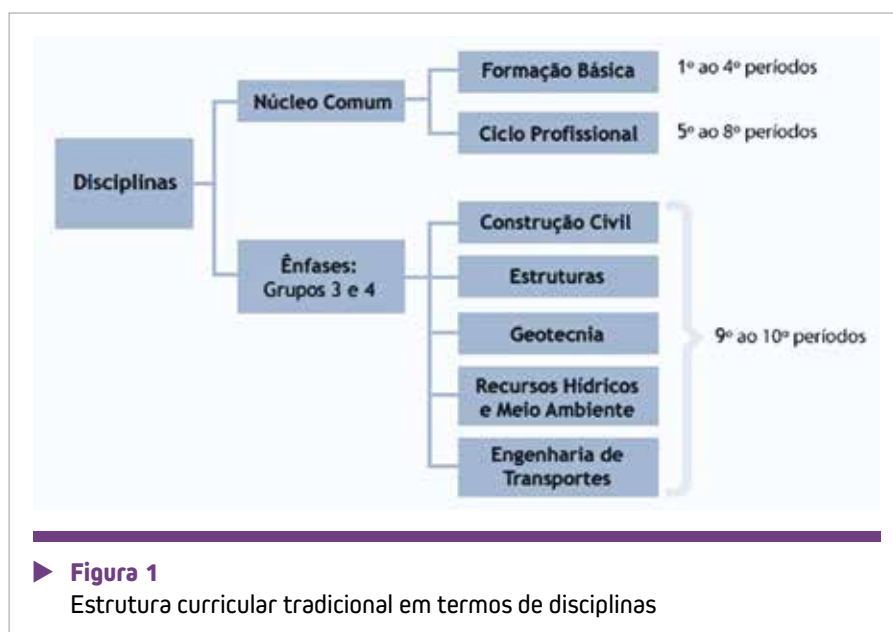 Disciplinas
Núcleo Comum
Formação Básica
1º ao 4º períodos
Ciclo Profissional
5º ao 8º períodos
Ênfases:
Grupos 3 e 4
Construção Civil
Estruturas
Geotecnia
Recursos Hídricos
e Meio Ambiente
Engenharia de
Transportes
9º ao 10º períodos
Figura 1
Estrutura curricular tradicional em termos de disciplinas